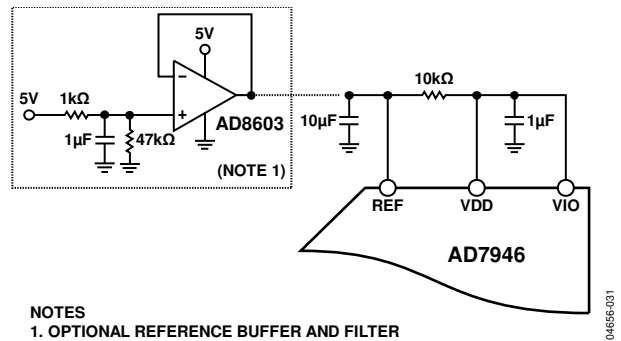 5V
5V
1kΩ
1µF
47kΩ
−
+
AD8603
(NOTE 1)
10kΩ
10µF
1µF
REF
VDD
VIO
AD7946
NOTES
1. OPTIONAL REFERENCE BUFFER AND FILTER
04656-031